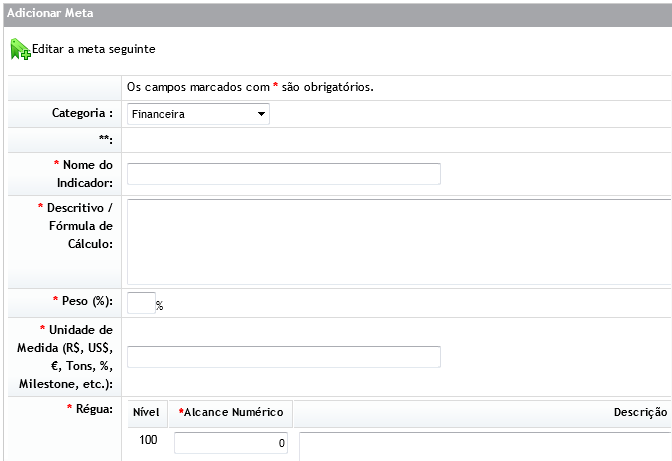 Adicionar Meta
Editar a meta seguinte
Os campos marcados com * são obrigatórios.
Categoria :
Financeira
**:
* Nome do
Indicador:
* Descritivo /
Fórmula de
Cálculo:
* Peso (%):
%
* Unidade de
Medida (R$, US$,
€, Tons, %,
Milestone, etc.):
* Régua:
Nível
*Alcance Numérico
Descrição
100
0